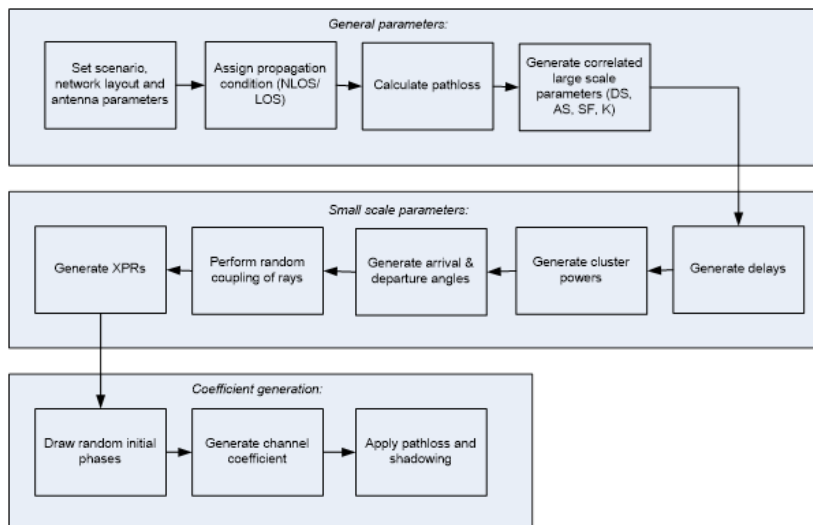 General parameters:
Set scenario,
network layout and
antenna parameters
Assign propagation
condition (NLOS/
LOS)
Calculate pathloss
Generate correlated
large scale
parameters (DS,
AS, SF, K)
Small scale parameters:
Generate XPRs
Perform random
coupling of rays
Generate arrival &
departure angles
Generate cluster
powers
Generate delays
Coefficient generation:
Draw random initial
phases
Generate channel
coefficient
Apply pathloss and
shadowing